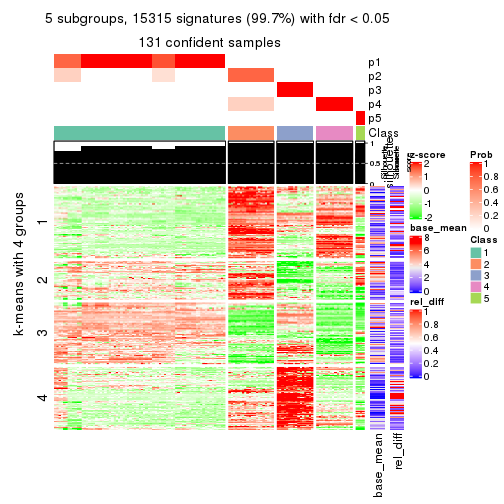 5 subgroups, 15315 signatures (99.7%) with fdr < 0.05
131 confident samples
p1
p2
p3
p4
p5
Class
1
0.5
0
silhouette
k-means with 4 groups
1
2
3
4
base_mean
rel_diff
z-score
2
1
0
-1
-2
base_mean
8
6
4
2
0
rel_diff
1
0.8
0.6
0.4
0.2
0
Prob
1
0.8
0.6
0.4
0.2
0
Class
1
2
3
4
5